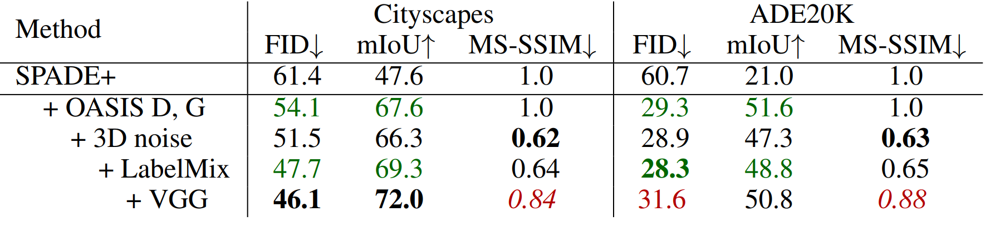 Method Cityscapes ADE20K
FID↓ mIoU↑ MS-SSIM↓ FID↓ mIoU↑ MS-SSIM↓
SPADE+ 61.4 47.6 1.0 60.7 21.0 1.0
+ OASIS D, G 54.1 67.6 1.0 29.3 51.6 1.0
+ 3D noise 51.5 66.3 0.62 28.9 47.3 0.63
+ LabelMix 47.7 69.3 0.64 28.3 48.8 0.65
+ VGG 46.1 72.0 0.84 31.6 50.8 0.88